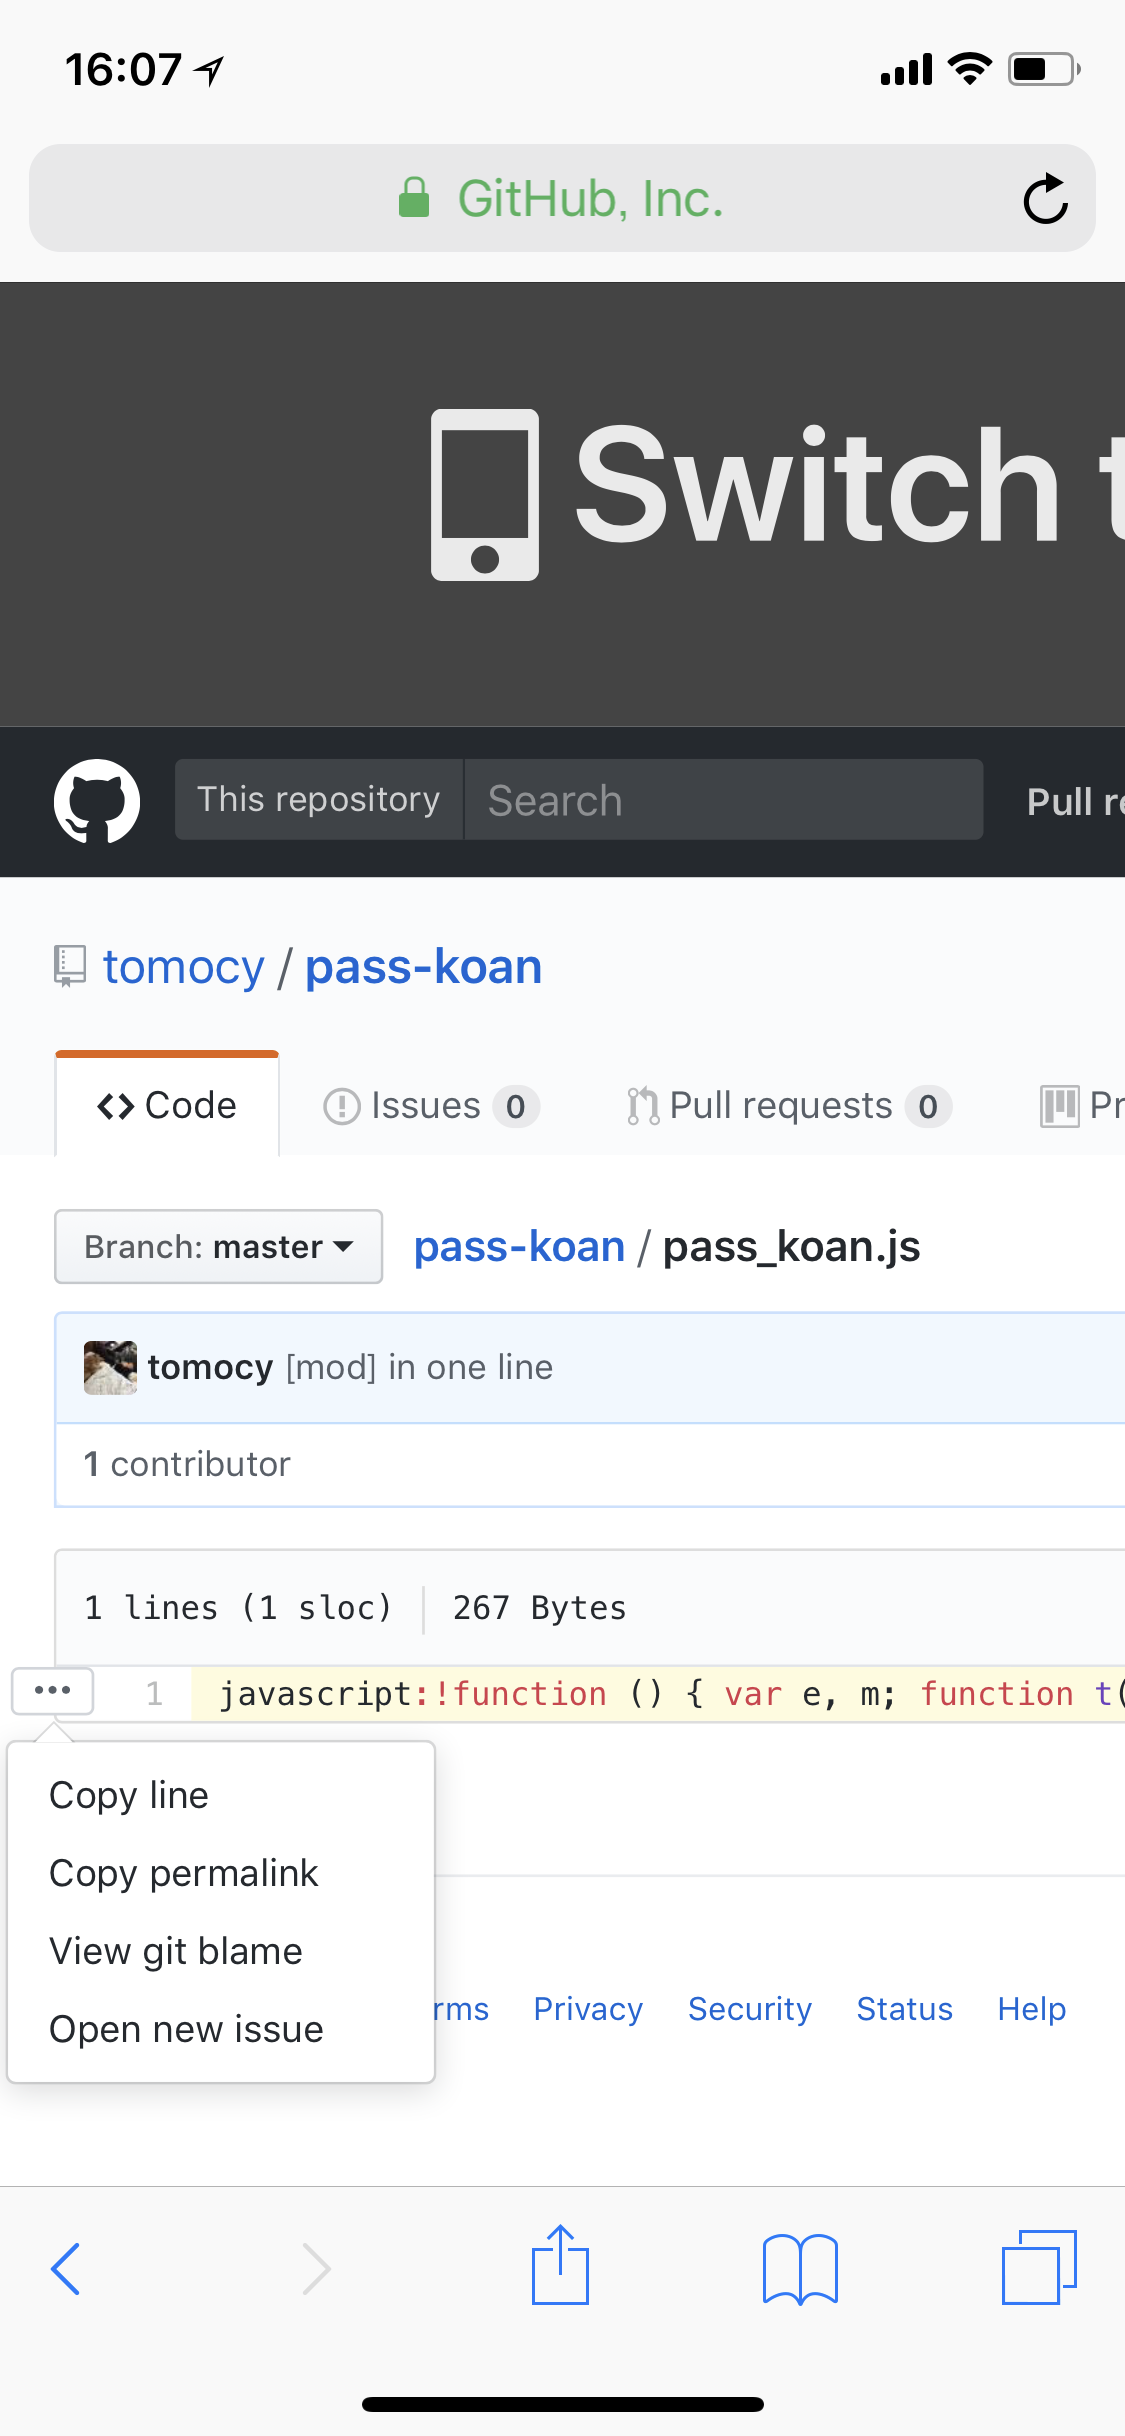 16:07
GitHub, Inc.
Switch t
This repository Search Pull re
tomocy / pass-koan
Code Issues 0 Pull requests 0 Pr
Branch: master pass-koan / pass_koan.js
tomocy [mod] in one line
1 contributor
1 lines (1 sloc) 267 Bytes
1 javascript:!function () { var e, m; function t(
Copy line
Copy permalink
View git blame
Open new issue
rms Privacy Security Status Help